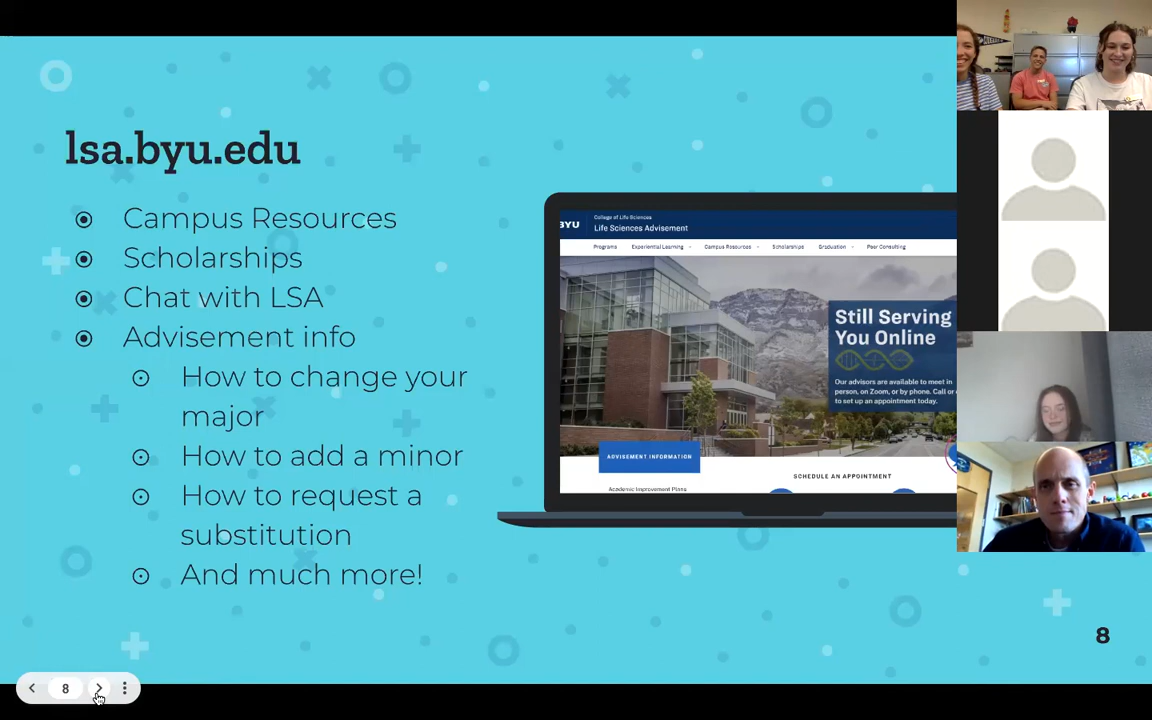 lsa.byu.edu
Campus Resources
Scholarships
Chat with LSA
Advisement info
How to change your
major
How to add a minor
How to request a
substitution
And much more!
BYU
College of Life Sciences
Life Sciences Advisement
Programs Experiential Learning Campus Resources Scholarships Graduation Peer Consulting
Still Serving
You Online
Our advisors are available to meet in
person, on Zoom, or by phone. Call or
to set up an appointment today.
ADVISEMENT INFORMATION
SCHEDULE AN APPOINTMENT
Academic Improvement Plans
8
8